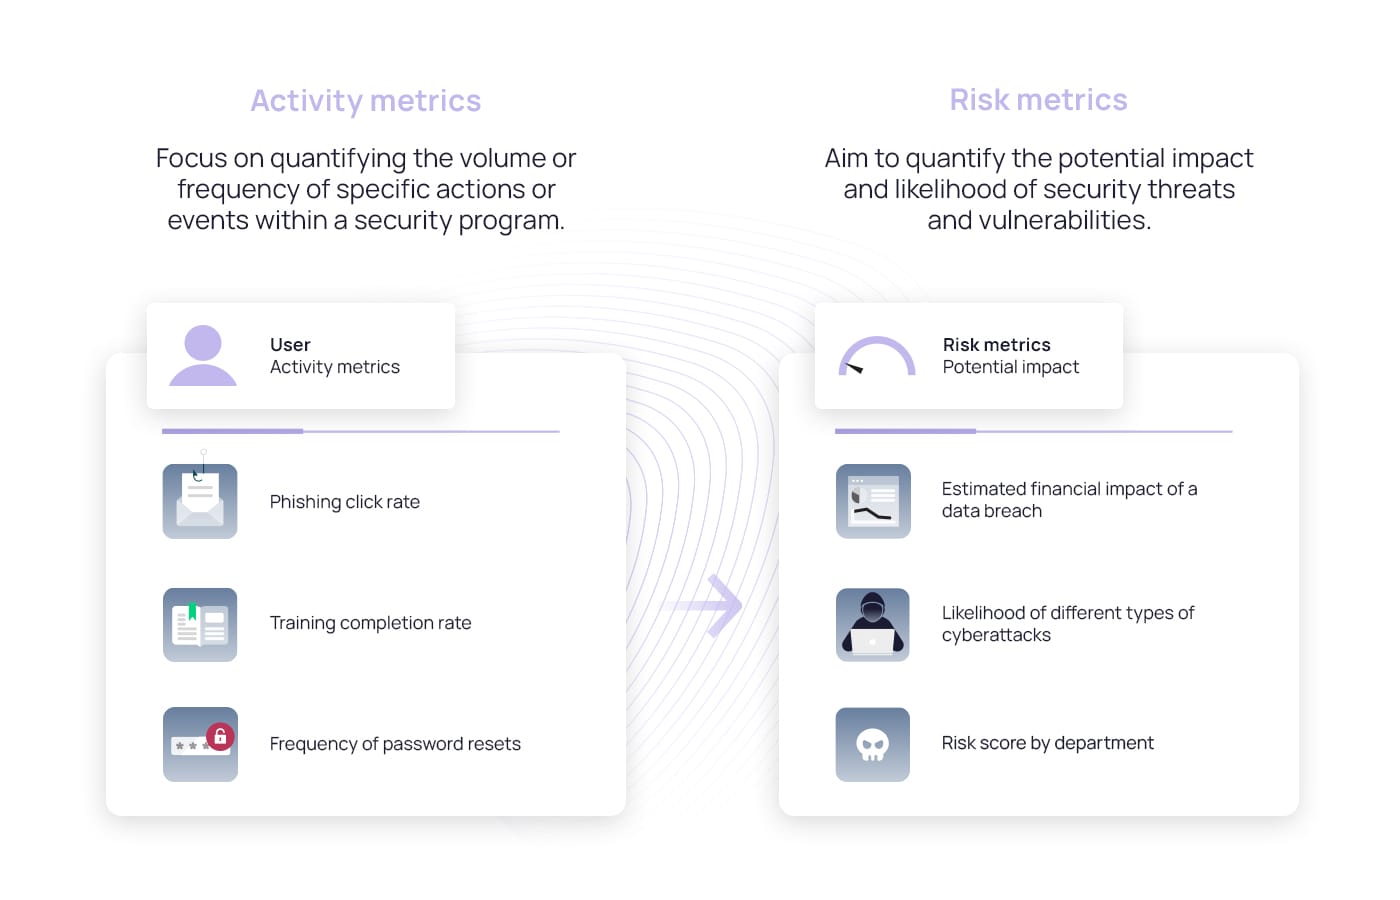 Activity metrics
Focus on quantifying the volume or
frequency of specific actions or
events within a security program.
User
Activity metrics
Phishing click rate
Training completion rate
* * *
Frequency of password resets
Risk metrics
Aim to quantify the potential impact
and likelihood of security threats
and vulnerabilities.
Risk metrics
Potential impact
Estimated financial impact of a
data breach
Likelihood of different types of
cyberattacks
Risk score by department